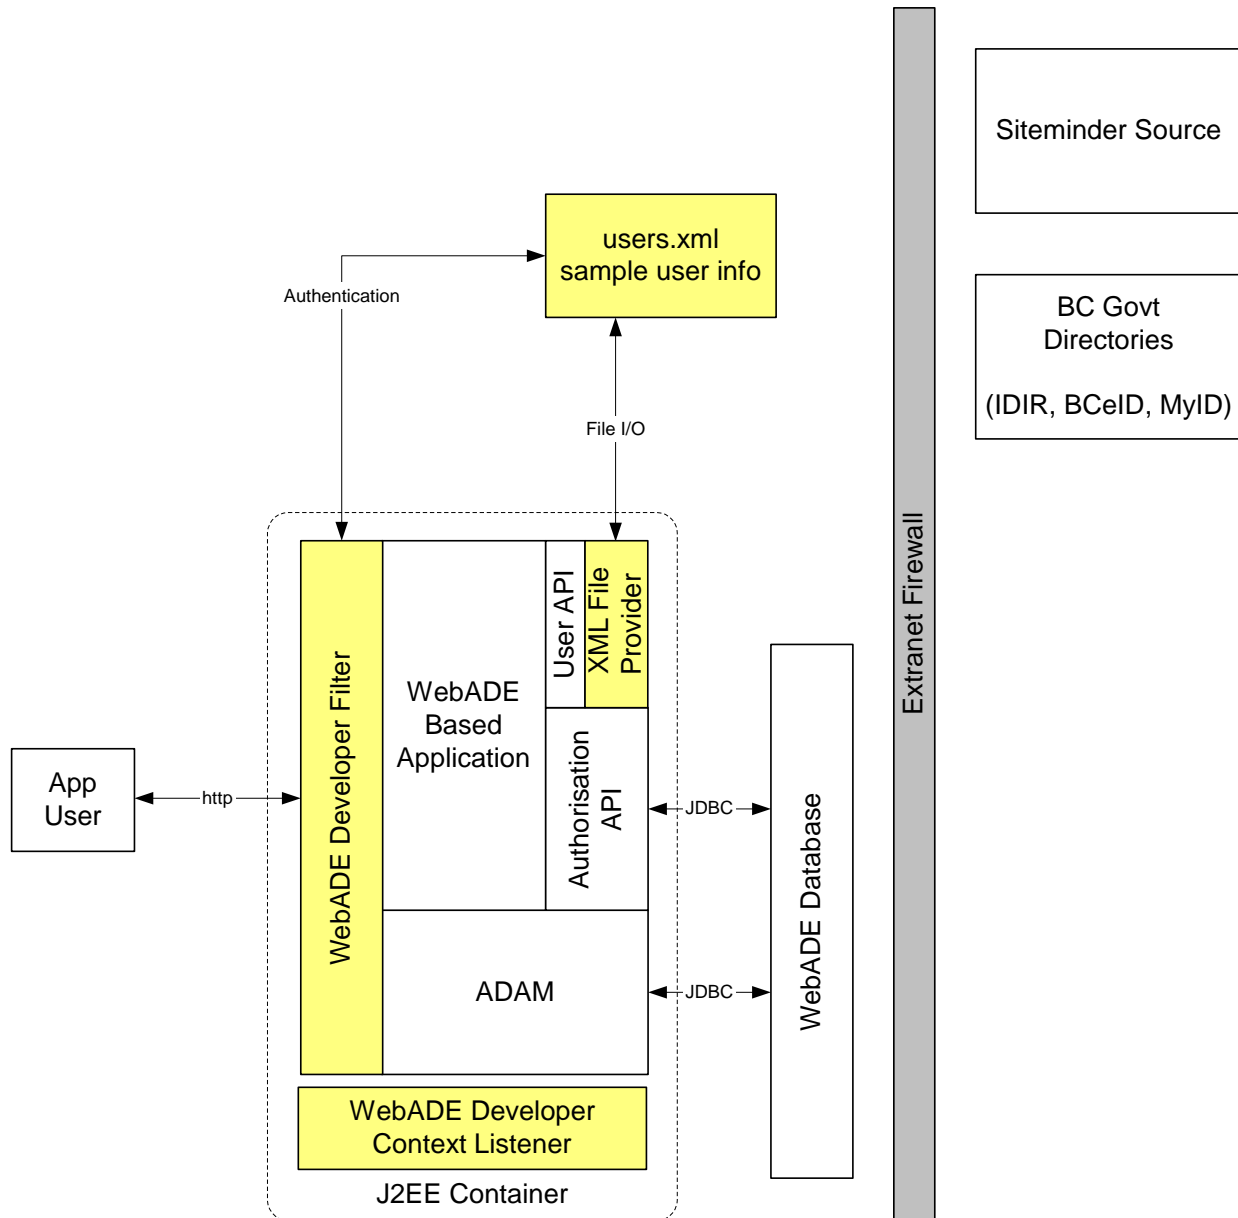 Siteminder Source
users.xml
sample user info
BC Govt
Directories
(IDIR, BCeID, MyID)
Authentication
File I/O
Extranet Firewall
WebADE Developer Filter
WebADE
Based
Application
User API
XML File
Provider
Authorisation
API
App
User
http
JDBC
WebADE Database
ADAM
JDBC
WebADE Developer
Context Listener
J2EE Container